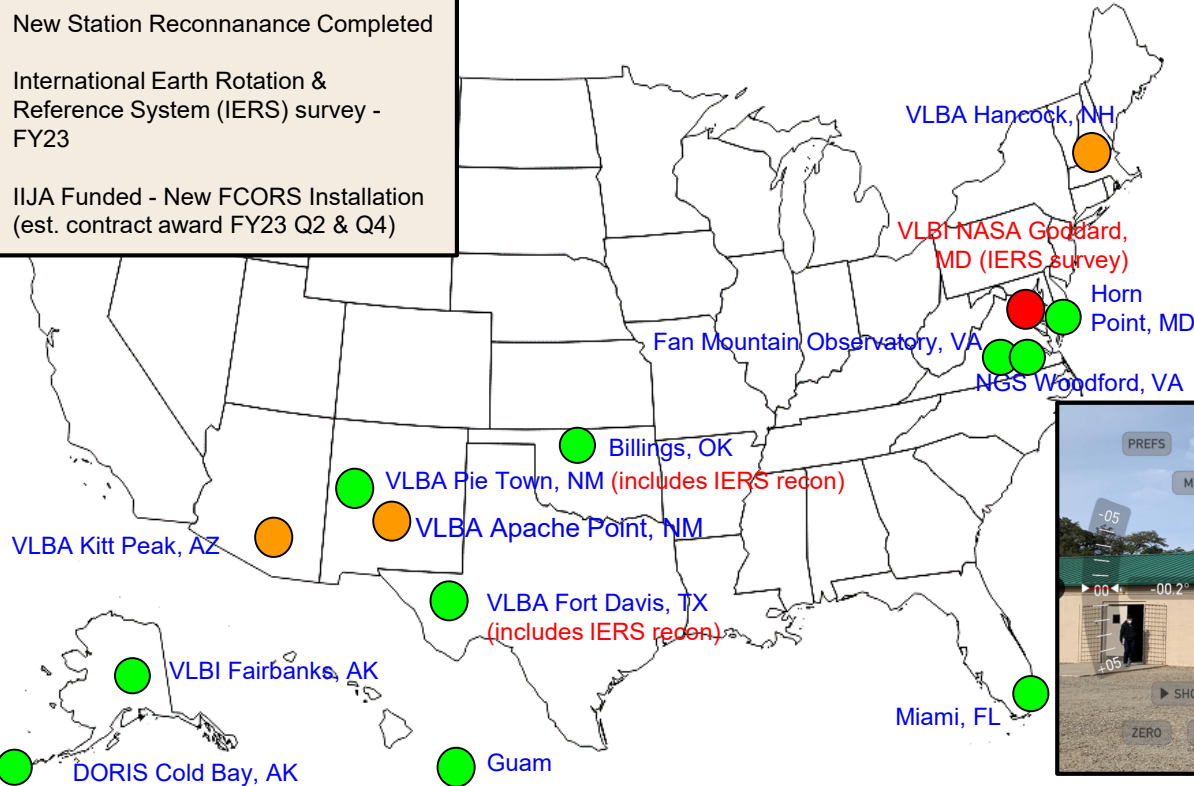 New Station Reconnanance Completed
International Earth Rotation &
Reference System (IERS) survey -
FY23
IIJA Funded - New FCORS Installation
(est. contract award FY23 Q2 & Q4)
VLBA Hancock, NH
VLBI NASA Goddard,
MD (IERS survey)
Horn
Point, MD
Fan Mountain Observatory, VA
NGS Woodford, VA
Billings, OK
VLBA Pie Town, NM (includes IERS recon)
VLBA Apache Point, NM
VLBA Kitt Peak, AZ
VLBA Fort Davis, TX
(includes IERS recon)
VLBI Fairbanks, AK
Miami, FL
DORIS Cold Bay, AK
Guam
PREFS
-05
00
-00.2°
+05
ZERO